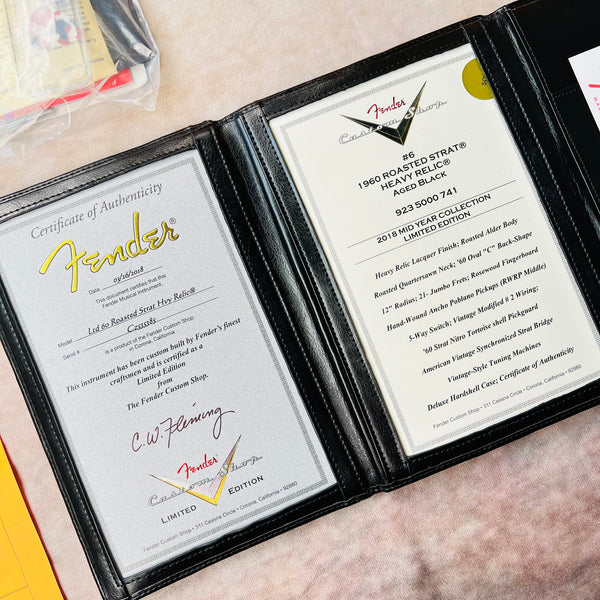 Certificate of Authenticity
Fender®
Date 03/26/2018
This document certifies that this
Fender Musical Instrument,
Model Ltd 60 Roasted Strat Hvy Relic®
Serial #
is a product of the Fender Custom Shop
in Corona, California
This instrument has been custom built by Fender's finest
craftsmen and is certified as a
Limited Edition
from
The Fender Custom Shop.
C.W. Fleming
Fender
Custom Shop
LIMITED EDITION
Fender Custom Shop • 311 Cessna Circle • Corona, California • 92880
Fender
Custom Shop
#6
1960 ROASTED STRAT®
HEAVY RELIC®
AGED BLACK
923 5000 741
2018 MID YEAR COLLECTION
LIMITED EDITION
Heavy Relic Lacquer Finish; Roasted Alder Body
Roasted Quartersawn Neck; '60 Oval "C" Back-Shape
12" Radius; 21- Jumbo Frets; Rosewood Fingerboard
Hand-Wound Ancho Poblano Pickups (RWRP Middle)
5-Way Switch; Vintage Modified # 2 Wiring;
'60 Strat Nitro Tortoise shell Pickguard
American Vintage Synchronized Strat Bridge
Vintage-Style Tuning Machines
Deluxe Hardshell Case; Certificate of Authenticity
Fender Custom Shop • 311 Cessna Circle • Corona, California • 92880